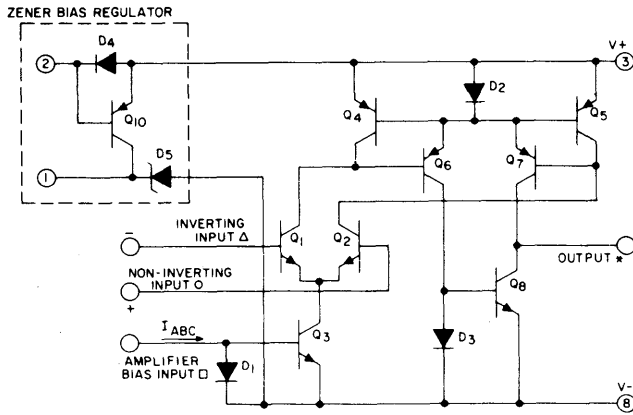 ZENER BIAS REGULATOR
D4
2
Q10
1
D5
V+
3
D2
Q4
Q5
Q6
Q7
−
INVERTING
INPUT △
Q1
Q2
NON-INVERTING
INPUT O
+
OUTPUT *
Q8
IABC
Q3
AMPLIFIER
BIAS INPUT □
D1
D3
V-
8